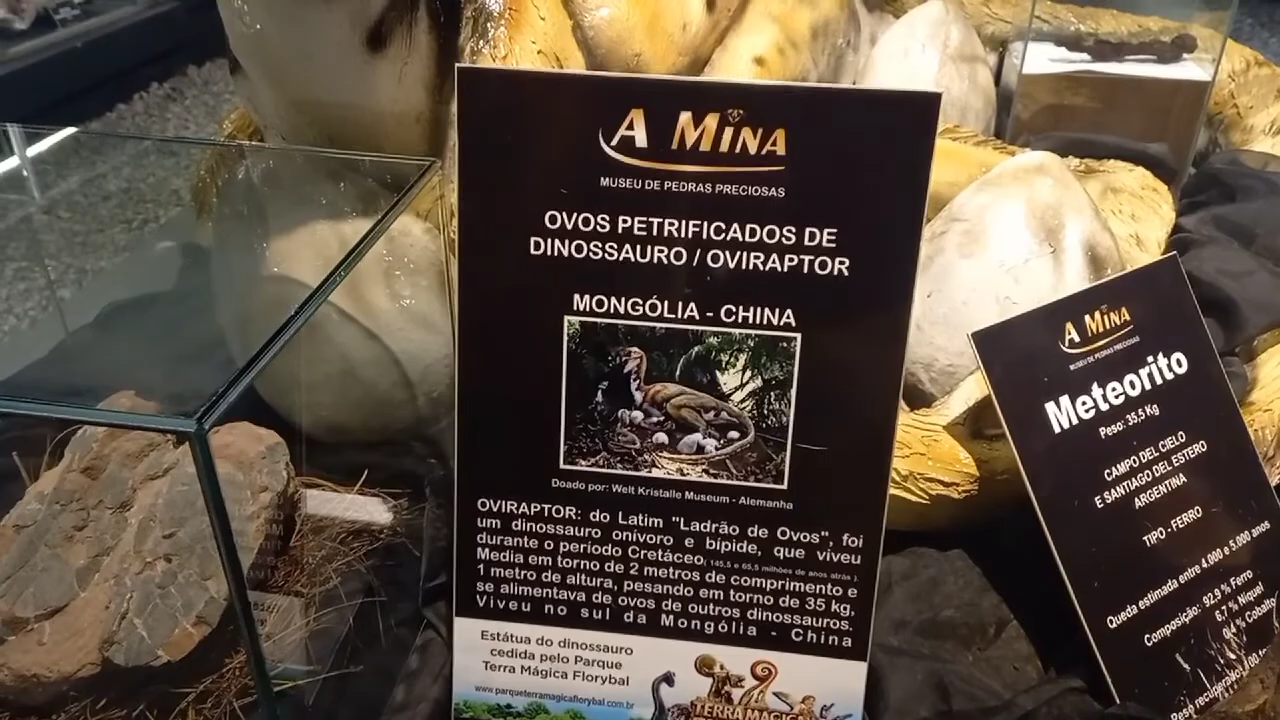 A MINA
MUSEU DE PEDRAS PRECIOSAS
OVOS PETRIFICADOS DE
DINOSSAURO / OVIRAPTOR
MONGÓLIA - CHINA
Doado por: Welt Kristalle Museum - Alemanha
OVIRAPTOR: do Latim "Ladrão de Ovos", foi
um dinossauro onívoro e bípide, que viveu
durante o período Cretáceo( 145,5 e 65,5 milhões de anos atrás ).
Media em torno de 2 metros de comprimento e
1 metro de altura, pesando em torno de 35 kg,
se alimentava de ovos de outros dinossauros.
Viveu no sul da Mongólia - China
Estátua do dinossauro
cedida pelo Parque
Terra Mágica Florybal
www.parqueterramagicaflorybal.com.br
TERRA MAGICA
A MINA
MUSEU DE PEDRAS PRECIOSAS
Meteorito
Peso: 35,5 Kg
CAMPO DEL CIELO
E SANTIAGO DEL ESTERO
ARGENTINA
TIPO - FERRO
Queda estimada entre 4.000 e 5.000 anos
Composição: 92,9 % Ferro
6,7 % Níquel
% Cobalto
Peso recuperado: